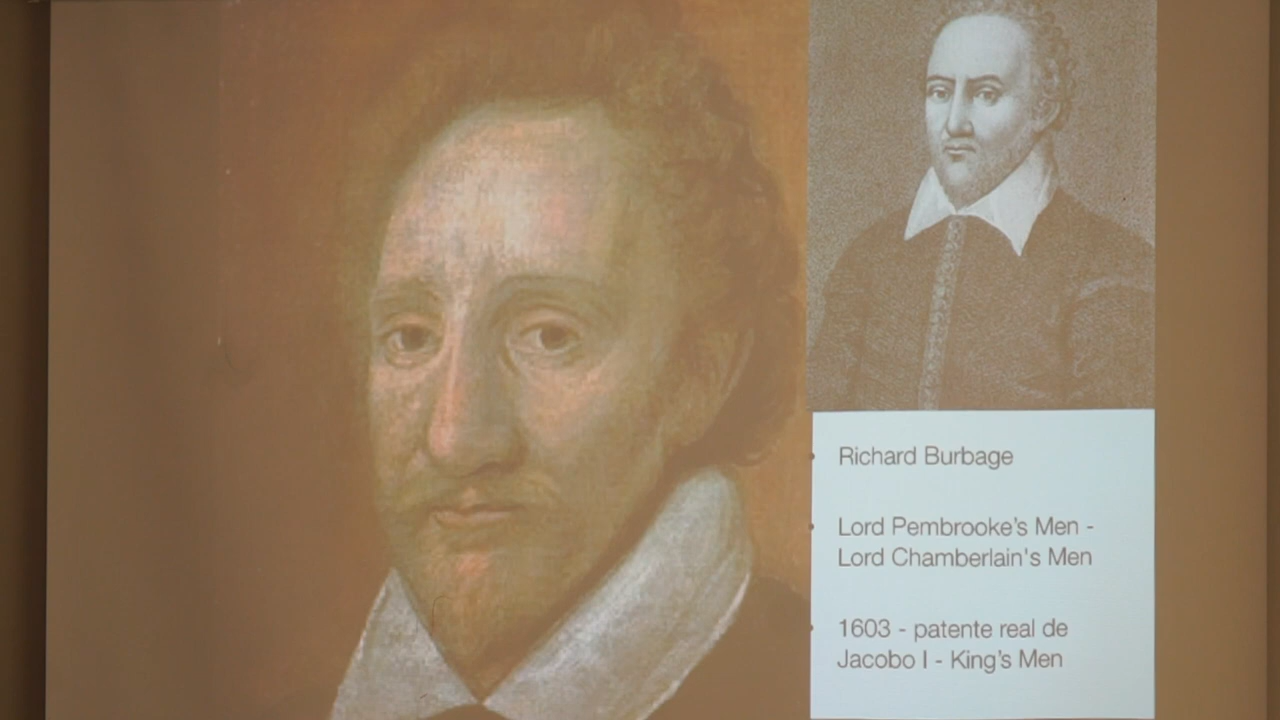 Richard Burbage
Lord Pembrooke's Men -
Lord Chamberlain's Men
1603 - patente real de
Jacobo I - King's Men